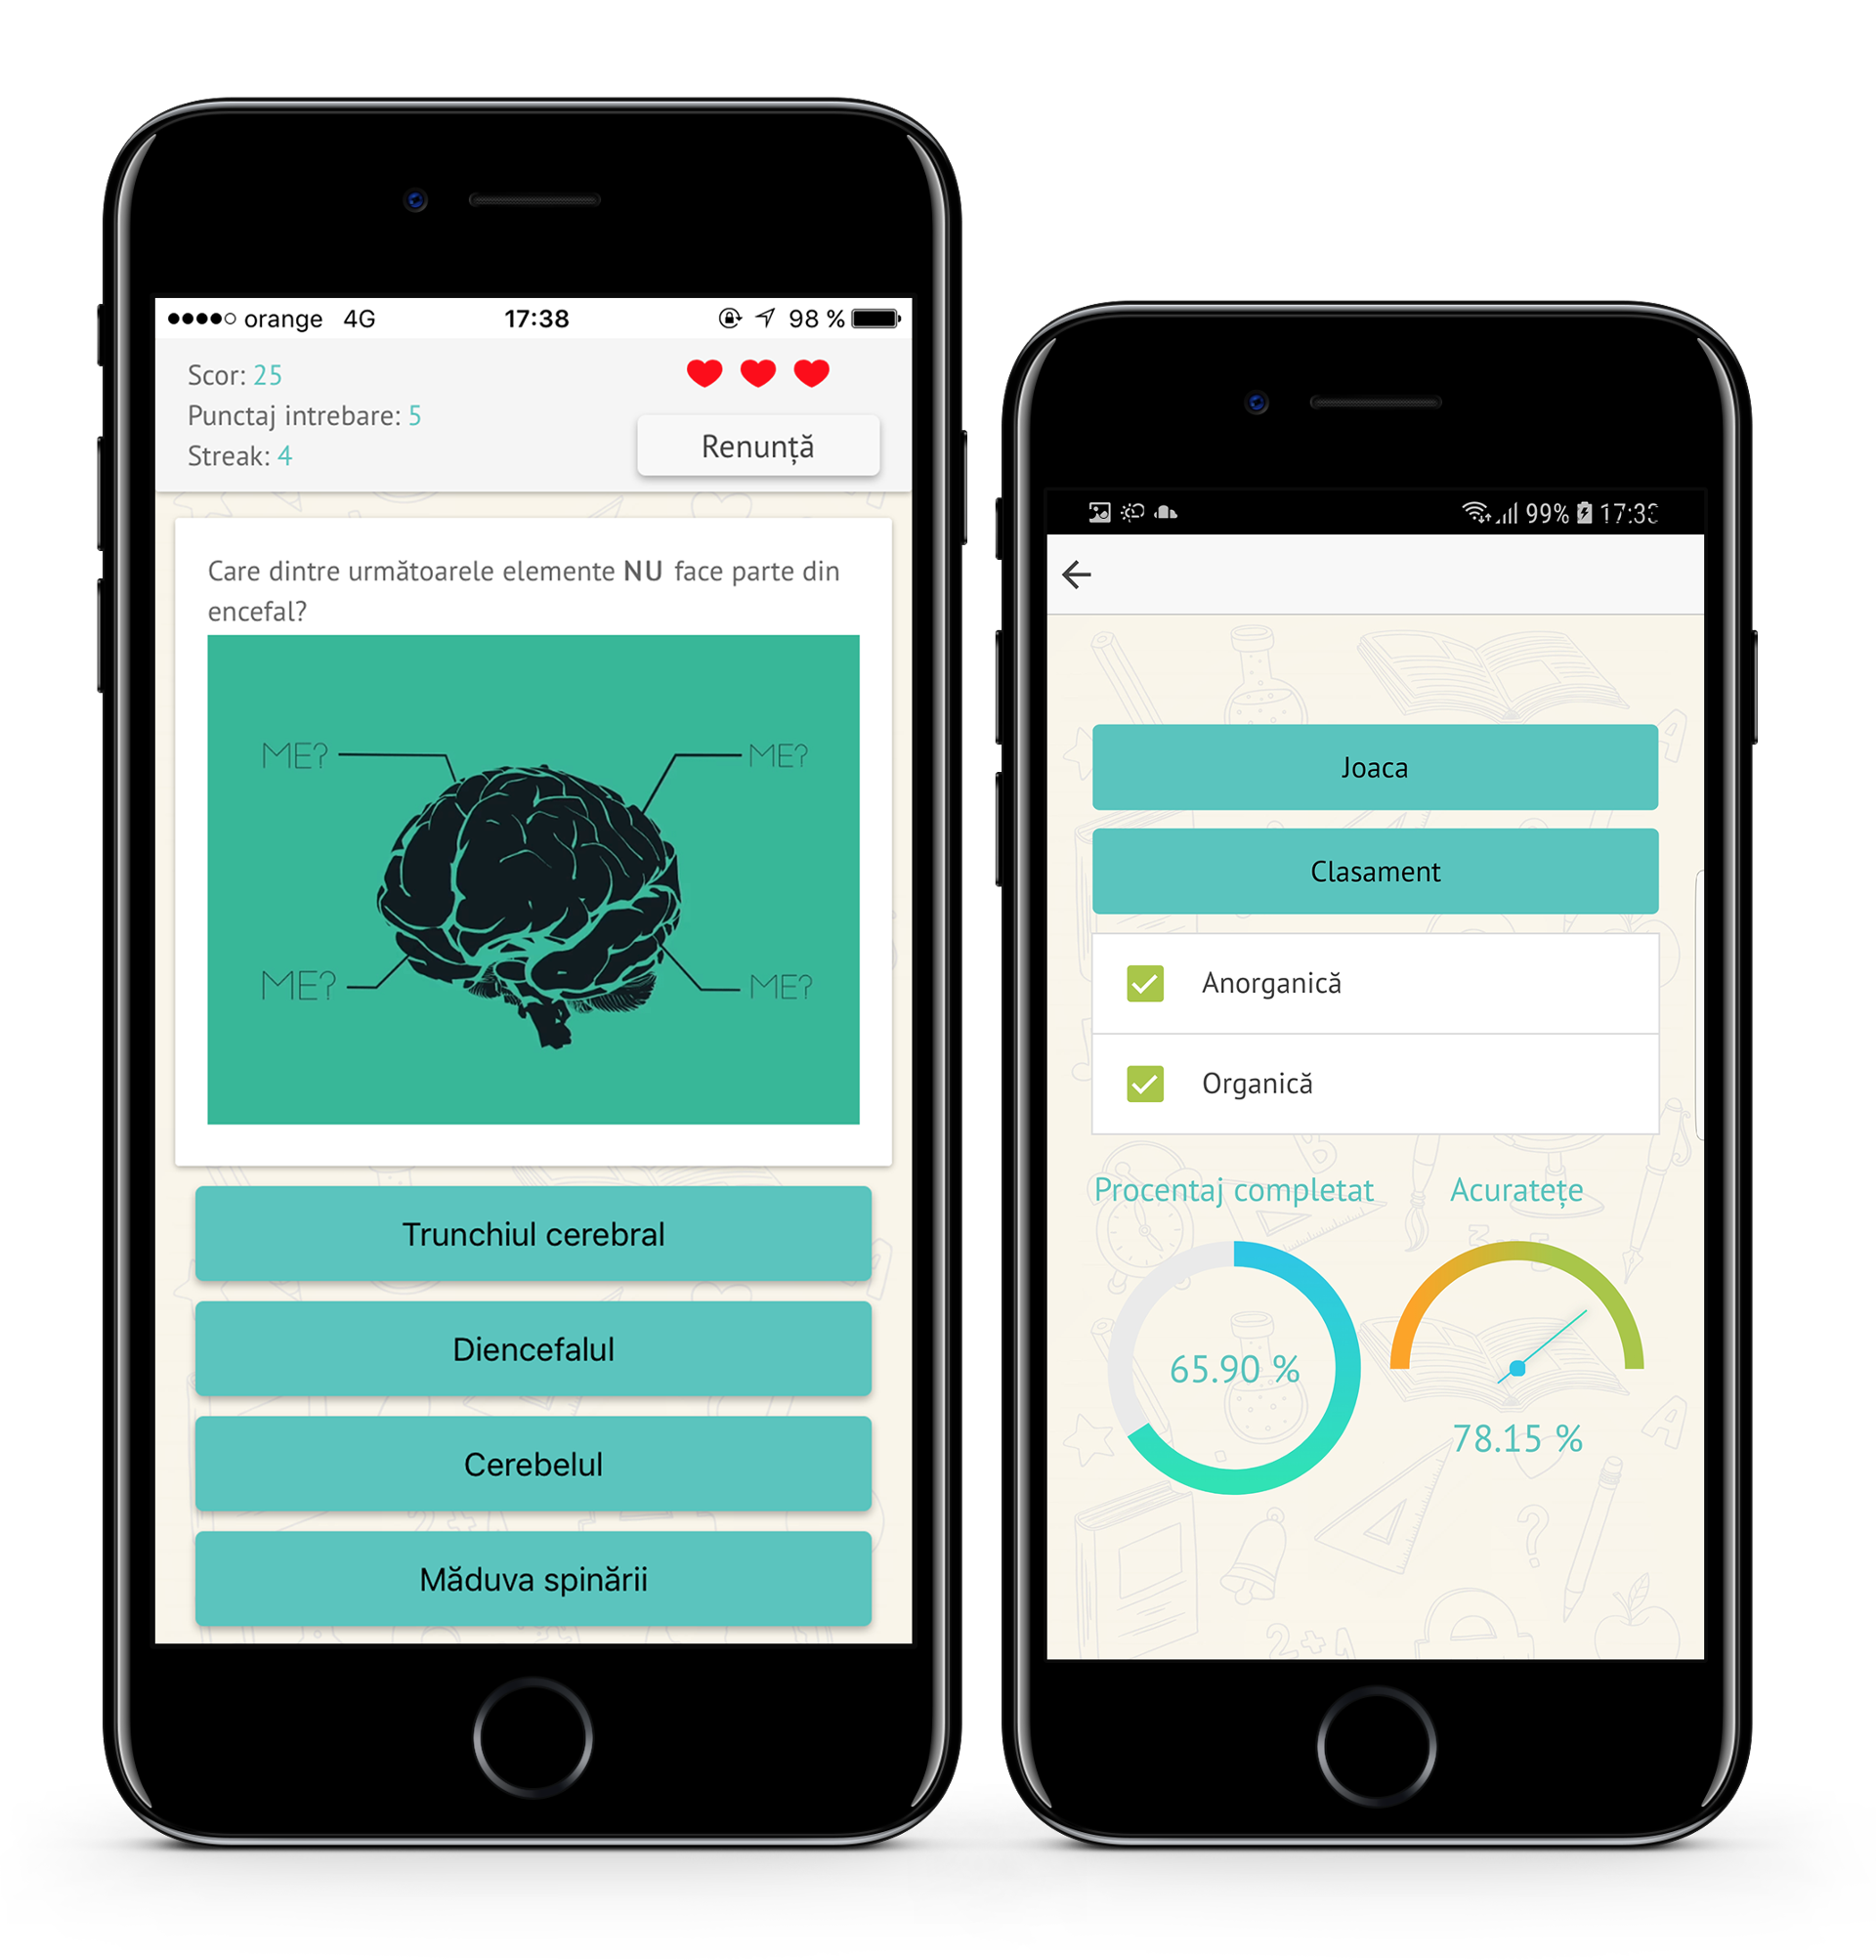 orange 4G 17:38 98 %
Scor: 25
Punctaj intrebare: 5
Streak: 4
Renunță
Care dintre următoarele elemente NU face parte din
encefal?
ME? ME?
ME? ME?
Trunchiul cerebral
Diencefalul
Cerebelul
Măduva spinării
99% 17:33
Joaca
Clasament
Anorganică
Organică
Procentaj completat Acuratețe
65.90 %
78.15 %